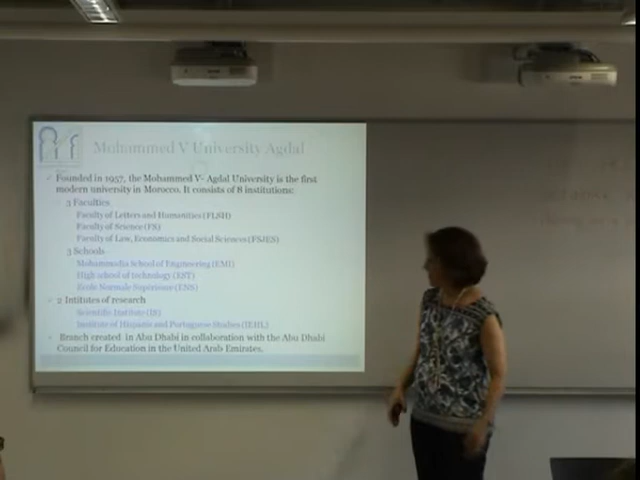 Mohammed V University Agdal
Founded in 1957, the Mohammed V- Agdal University is the first
modern university in Morocco. It consists of 8 institutions:
3 Faculties
Faculty of Letters and Humanities (FLSH)
Faculty of Science (FS)
Faculty of Law, Economics and Social Sciences (FSJES)
3 Schools
Mohammadia School of Engineering (EMI)
High school of technology (EST)
Ecole Normale Supérieure (ENS)
2 Intitutes of research
Scientific Institute (IS)
Institute of Hispanic and Portuguese Studies (IEHL)
Branch created in Abu Dhabi in collaboration with the Abu Dhabi
Council for Education in the United Arab Emirates.